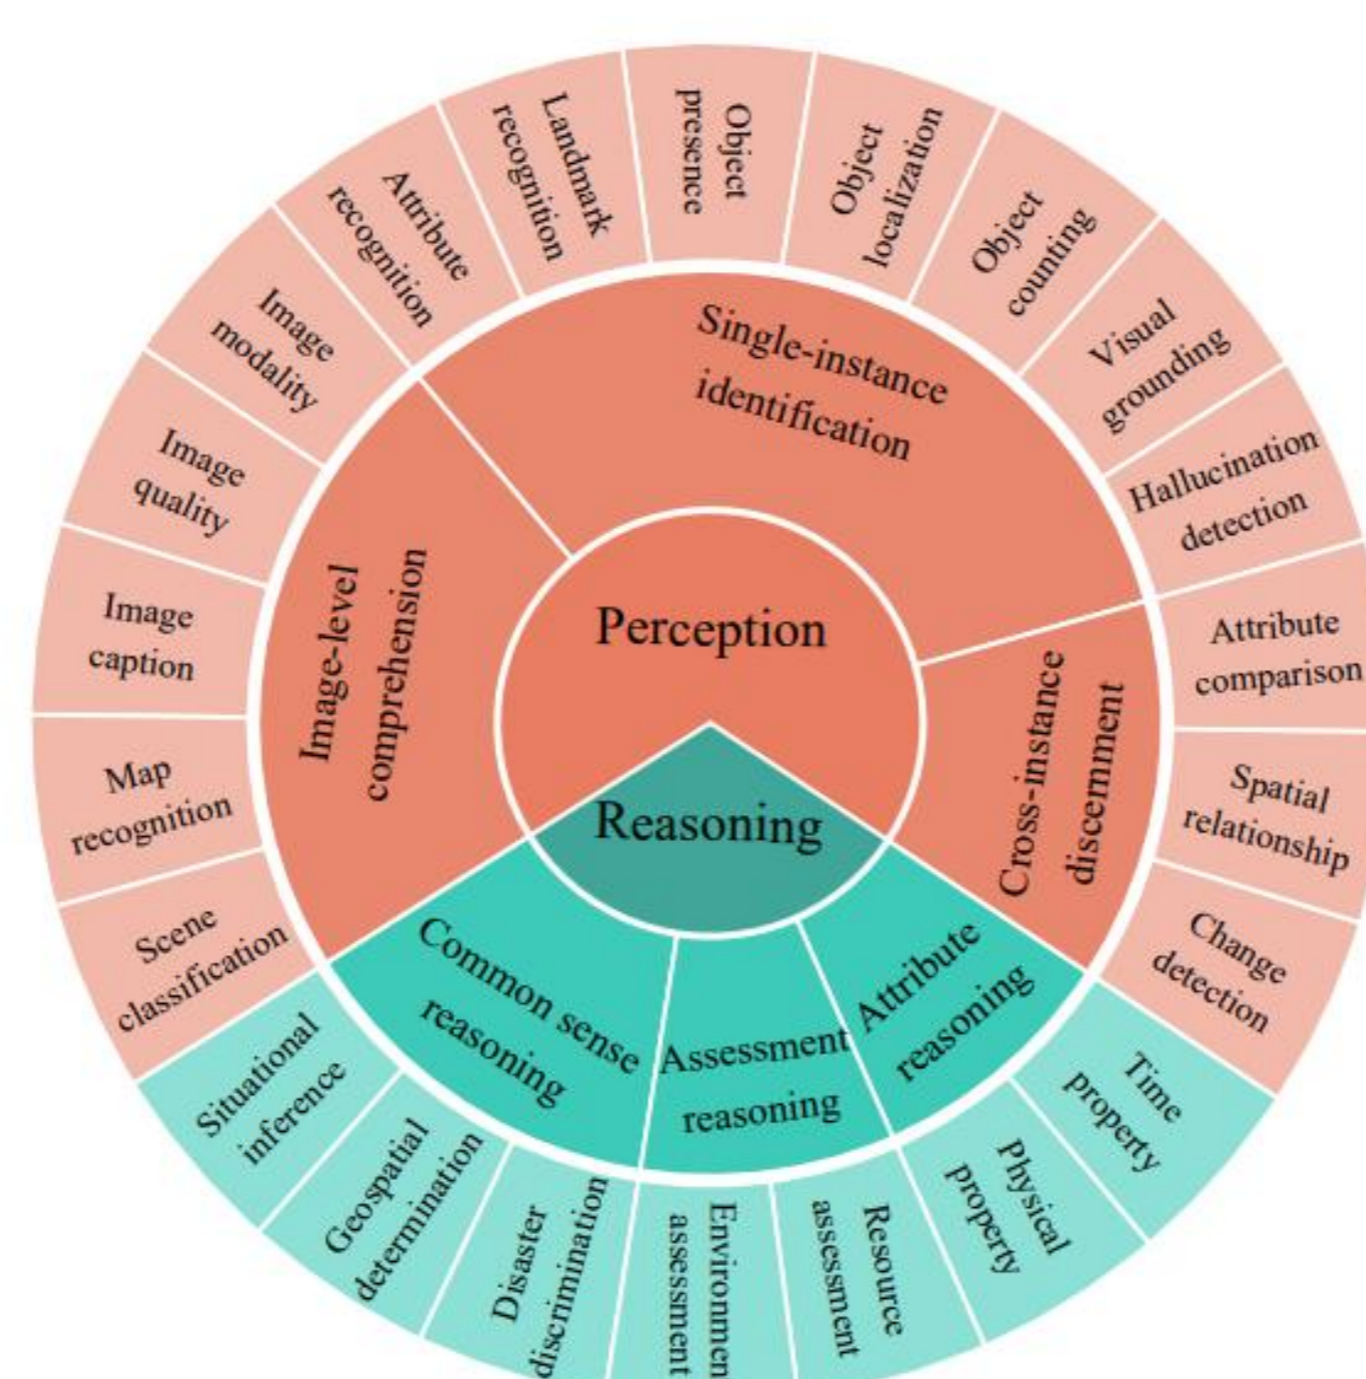 Perception
Reasoning
Single-instance
identification
Cross-instance
discernment
Attribute
reasoning
Assessment
reasoning
Common sense
reasoning
Image-level
comprehension
Attribute
recognition
Landmark
recognition
Object
presence
Object
localization
Object
counting
Visual
grounding
Hallucination
detection
Attribute
comparison
Spatial
relationship
Change
detection
Time
property
Physical
property
Resource
assessment
Environmen
assessment
Disaster
discrimination
Geospatial
determination
Situational
inference
Scene
classification
Map
recognition
Image
caption
Image
quality
Image
modality